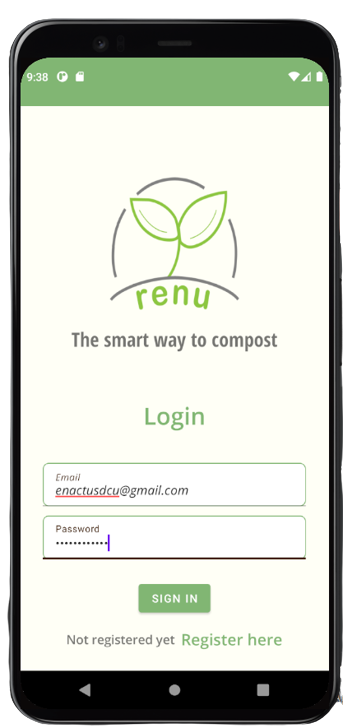 9:38
renu
The smart way to compost
Login
Email
enactusdcu@gmail.com
Password
••••••••••••
SIGN IN
Not registered yet Register here